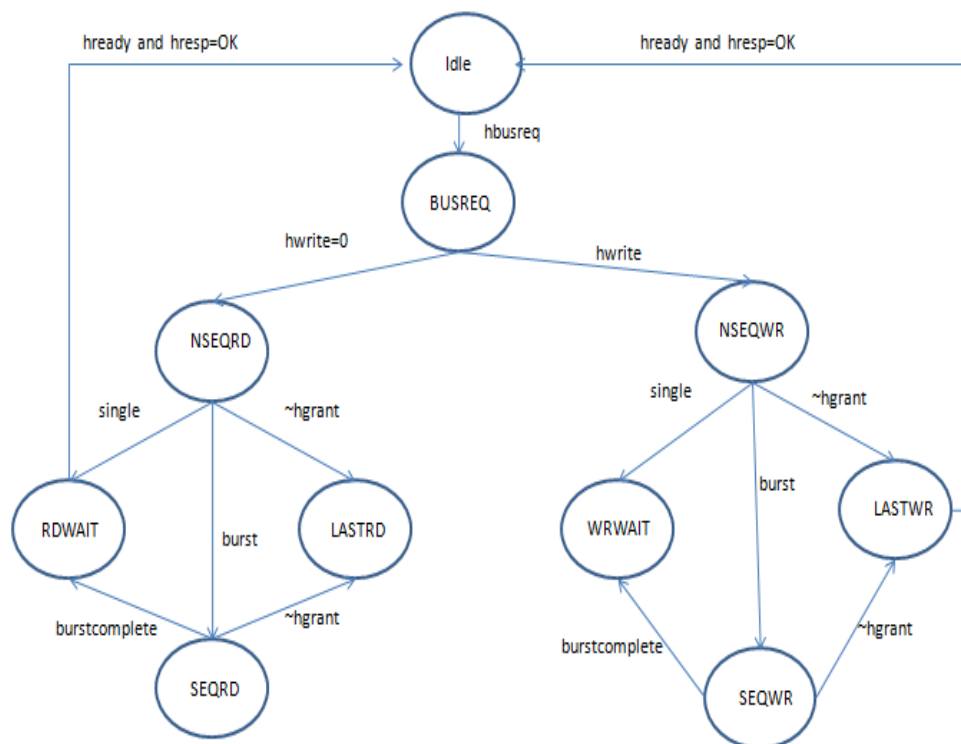 hready and hresp=OK
hready and hresp=OK
Idle
hbusreq
BUSREQ
hwrite=0
hwrite
NSEQRD
NSEQWR
single
~hgrant
single
~hgrant
RDWAIT
burst
LASTRD
WRWAIT
burst
LASTWR
burstcomplete
~hgrant
burstcomplete
~hgrant
SEQRD
SEQWR